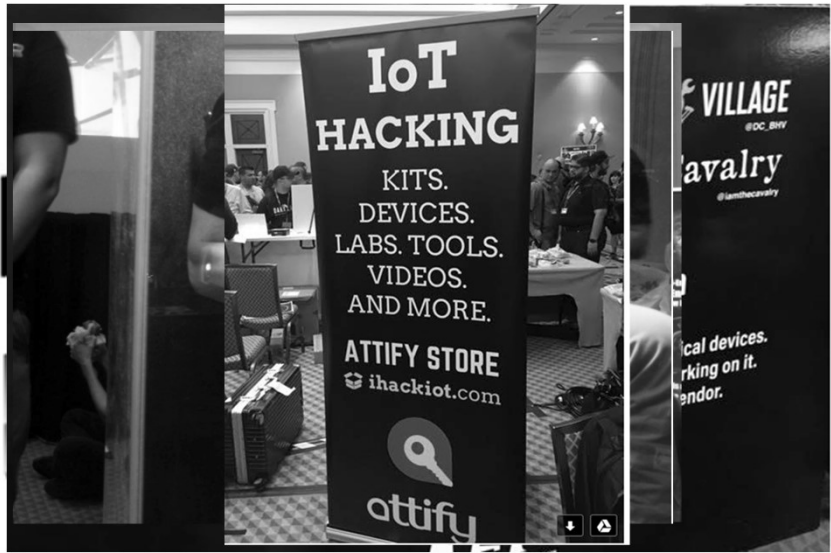 IoT
HACKING
KITS.
DEVICES.
LABS. TOOLS.
VIDEOS.
AND MORE.
ATTIFY STORE
ihackiot.com
attify
VILLAGE
@DC_BHV
avalry
@iamthecavalry
ical devices.
rking on it.
endor.